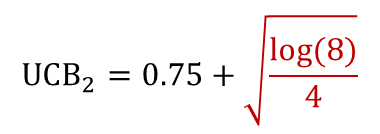 UCB₂ = 0.75 + √(log(8)/4)